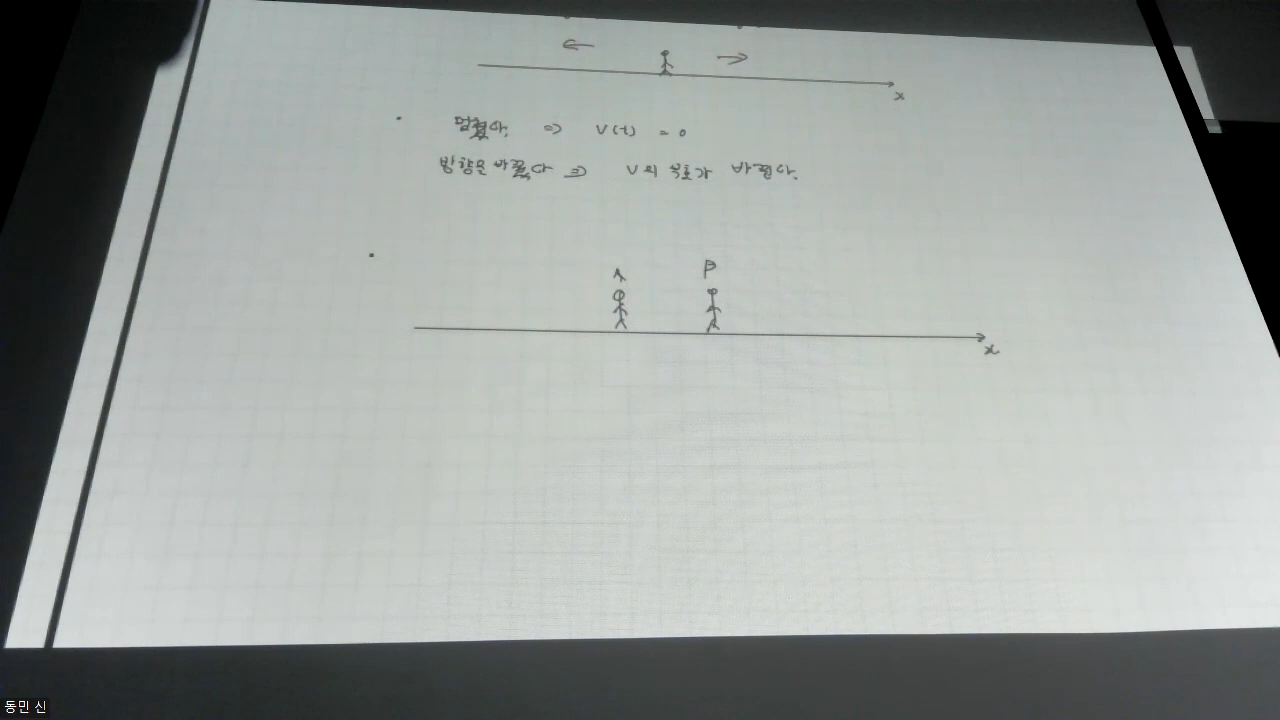 ← →
x
멈췄다. ⇒ v(t) = 0
방향을 바꿨다 ⇒ v의 부호가 바뀐다.
A B
x
동민 신